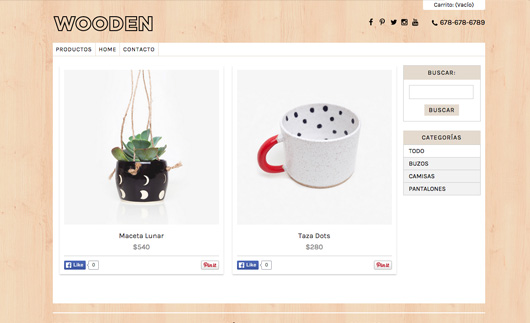 Carrito: (Vacío)
WOODEN
678-678-6789
PRODUCTOS HOME CONTACTO
BUSCAR:
BUSCAR
CATEGORÍAS
TODO
BUZOS
CAMISAS
PANTALONES
Maceta Lunar
$540
Like 0
Pin it
Taza Dots
$280
Like 0
Pin it